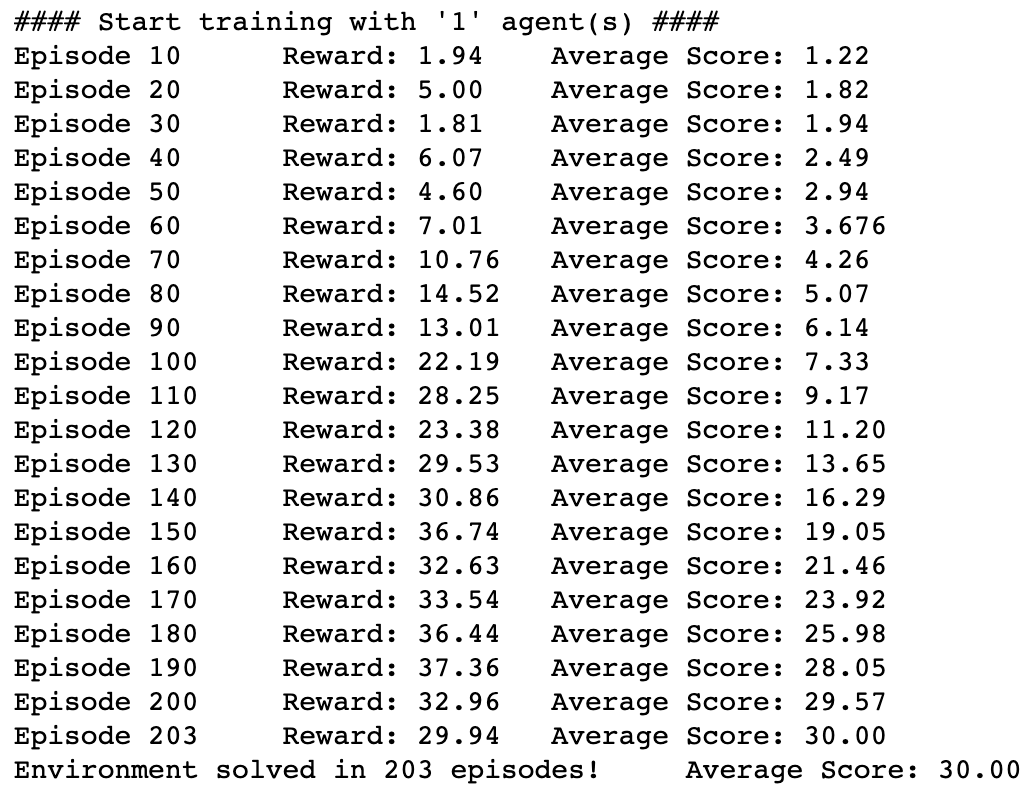 #### Start training with '1' agent(s) ####
Episode 10 Reward: 1.94 Average Score: 1.22
Episode 20 Reward: 5.00 Average Score: 1.82
Episode 30 Reward: 1.81 Average Score: 1.94
Episode 40 Reward: 6.07 Average Score: 2.49
Episode 50 Reward: 4.60 Average Score: 2.94
Episode 60 Reward: 7.01 Average Score: 3.676
Episode 70 Reward: 10.76 Average Score: 4.26
Episode 80 Reward: 14.52 Average Score: 5.07
Episode 90 Reward: 13.01 Average Score: 6.14
Episode 100 Reward: 22.19 Average Score: 7.33
Episode 110 Reward: 28.25 Average Score: 9.17
Episode 120 Reward: 23.38 Average Score: 11.20
Episode 130 Reward: 29.53 Average Score: 13.65
Episode 140 Reward: 30.86 Average Score: 16.29
Episode 150 Reward: 36.74 Average Score: 19.05
Episode 160 Reward: 32.63 Average Score: 21.46
Episode 170 Reward: 33.54 Average Score: 23.92
Episode 180 Reward: 36.44 Average Score: 25.98
Episode 190 Reward: 37.36 Average Score: 28.05
Episode 200 Reward: 32.96 Average Score: 29.57
Episode 203 Reward: 29.94 Average Score: 30.00
Environment solved in 203 episodes! Average Score: 30.00